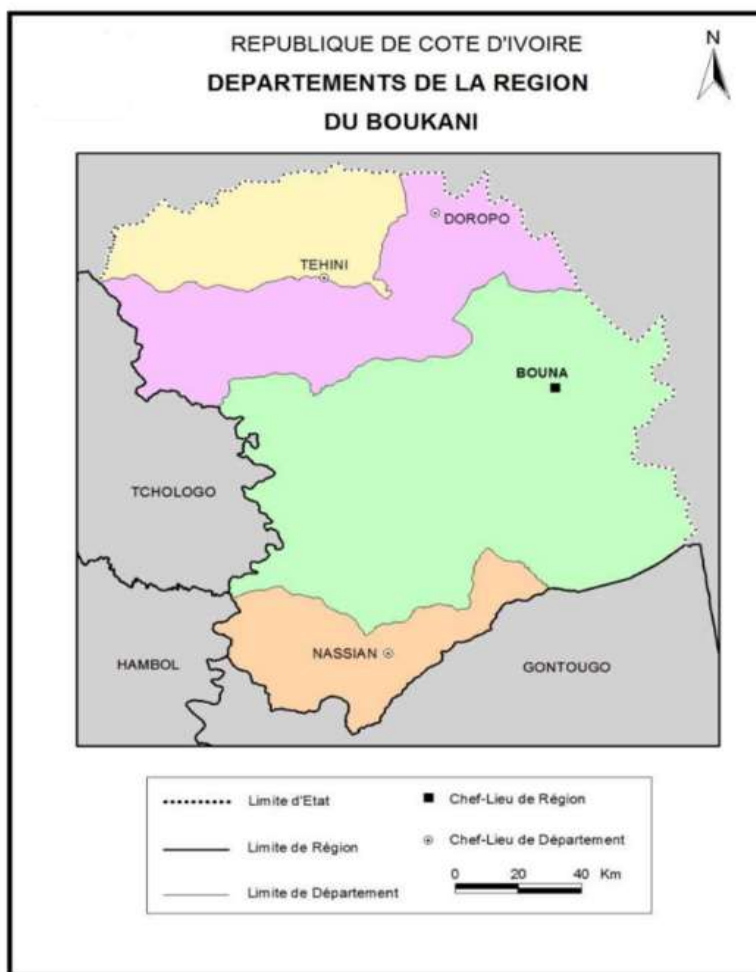 REPUBLIQUE DE COTE D'IVOIRE
N
DEPARTEMENTS DE LA REGION
DU BOUKANI
DOROPO
TEHINI
BOUNA
TCHOLOGO
NASSIAN
HAMBOL
GONTOUGO
Limite d'Etat
Chef-Lieu de Région
Limite de Région
Chef-Lieu de Département
Limite de Département
0 20 40 Km